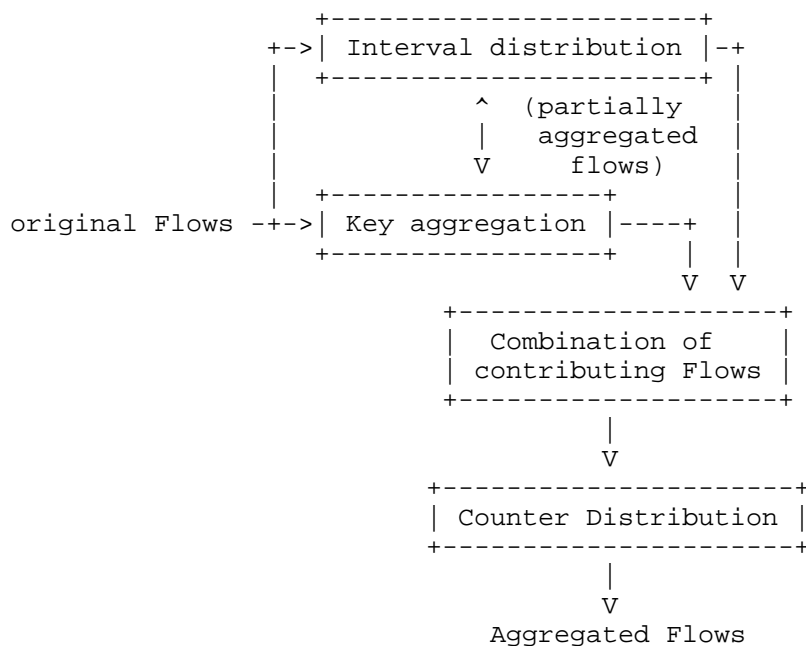 Interval distribution
(partially
aggregated
flows)
original Flows
Key aggregation
Combination of
contributing Flows
Counter Distribution
Aggregated Flows